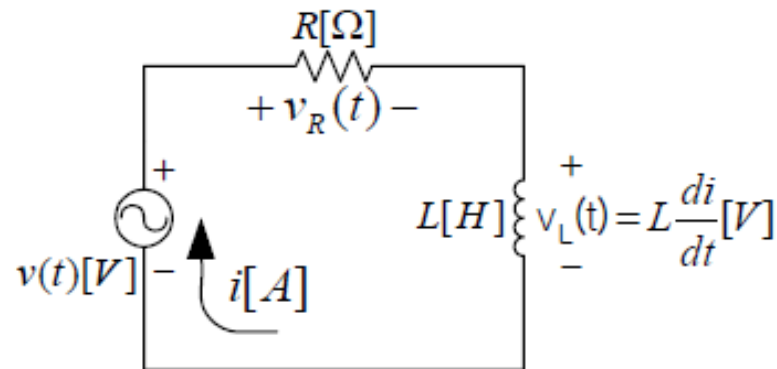 R[Ω]
+ v_R(t) −
+
v(t)[V] −
i[A]
L[H]
+
v_L(t) = L di/dt [V]
−